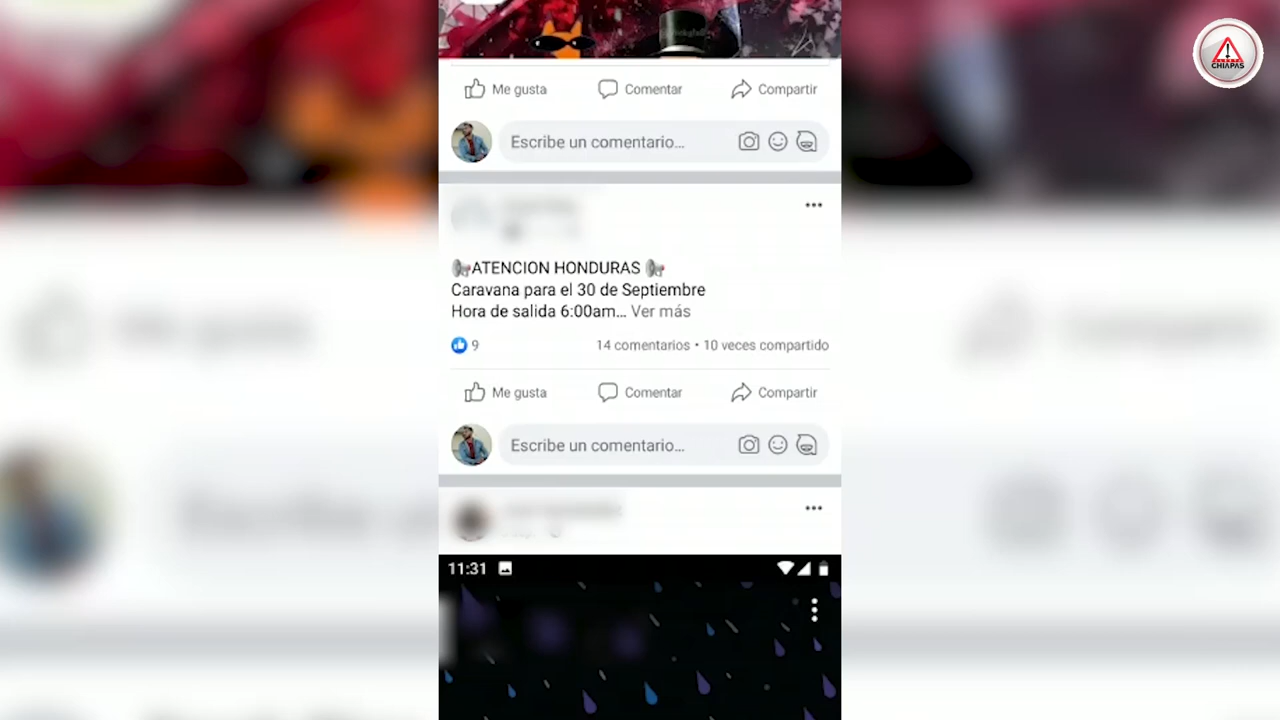 CHIAPAS
Me gusta Comentar Compartir
Escribe un comentario...
ATENCION HONDURAS
Caravana para el 30 de Septiembre
Hora de salida 6:00am... Ver más
9 14 comentarios • 10 veces compartido
Me gusta Comentar Compartir
Escribe un comentario...
11:31